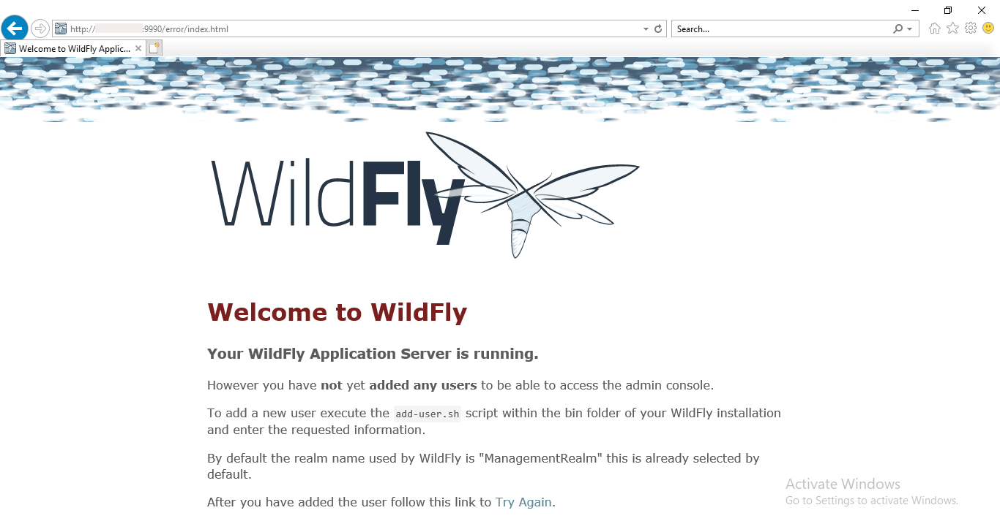 http://            :9990/error/index.html
Search...
Welcome to WildFly Applic...
WildFly
Welcome to WildFly
Your WildFly Application Server is running.
However you have not yet added any users to be able to access the admin console.
To add a new user execute the add-user.sh script within the bin folder of your WildFly installation
and enter the requested information.
By default the realm name used by WildFly is "ManagementRealm" this is already selected by
default.
After you have added the user follow this link to Try Again.
Activate Windows
Go to Settings to activate Windows.